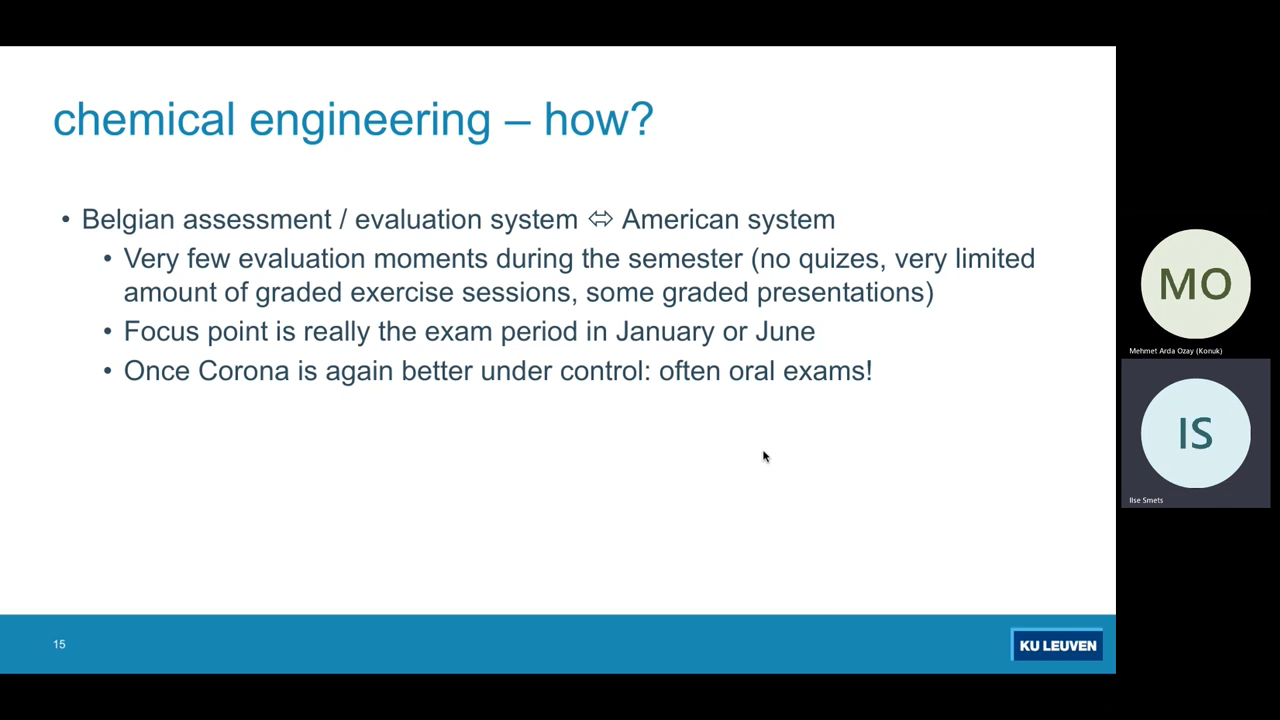 chemical engineering – how?
• Belgian assessment / evaluation system ⬄ American system
• Very few evaluation moments during the semester (no quizes, very limited
amount of graded exercise sessions, some graded presentations)
• Focus point is really the exam period in January or June
• Once Corona is again better under control: often oral exams!
MO
Mehmet Arda Ozay (Konuk)
IS
Ilse Smets
15
KU LEUVEN